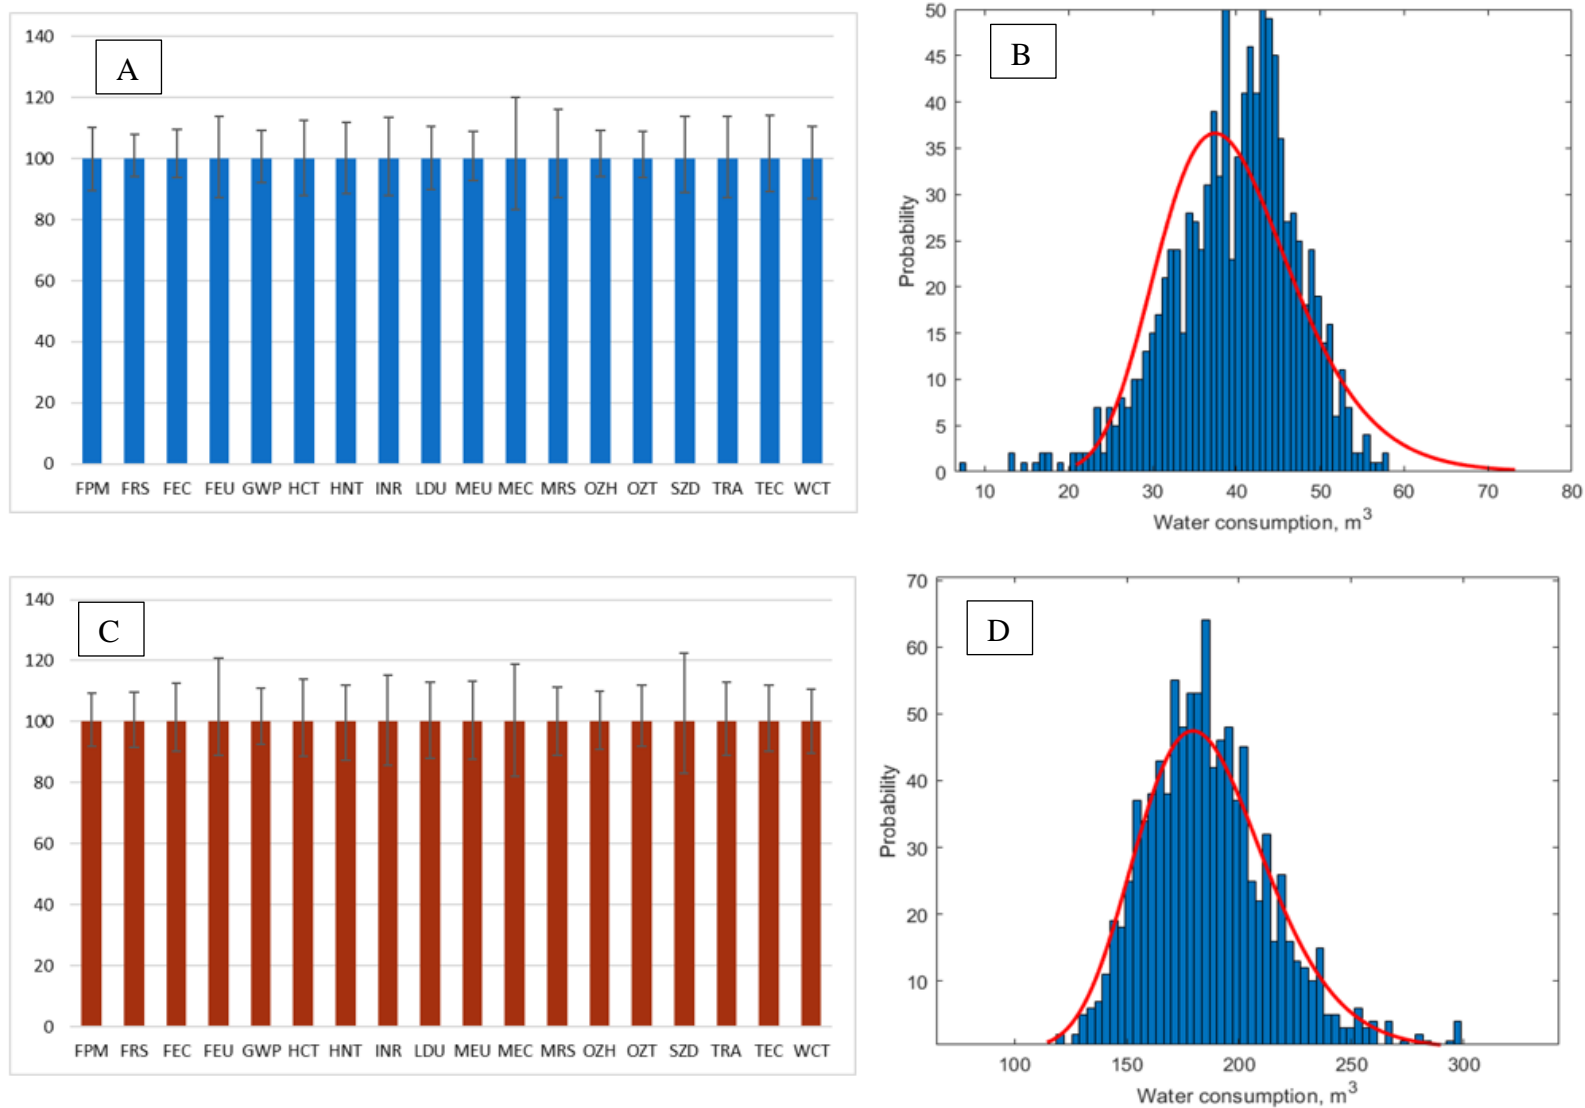 A
140
120
100
80
60
40
20
0
FPM FRS FEC FEU GWP HCT HNT INR LDU MEU MEC MRS OZH OZT SZD TRA TEC WCT
B
Probability
50
45
40
35
30
25
20
15
10
5
0
10 20 30 40 50 60 70 80
Water consumption, m³
C
140
120
100
80
60
40
20
0
FPM FRS FEC FEU GWP HCT HNT INR LDU MEU MEC MRS OZH OZT SZD TRA TEC WCT
D
Probability
70
60
50
40
30
20
10
100 150 200 250 300
Water consumption, m³